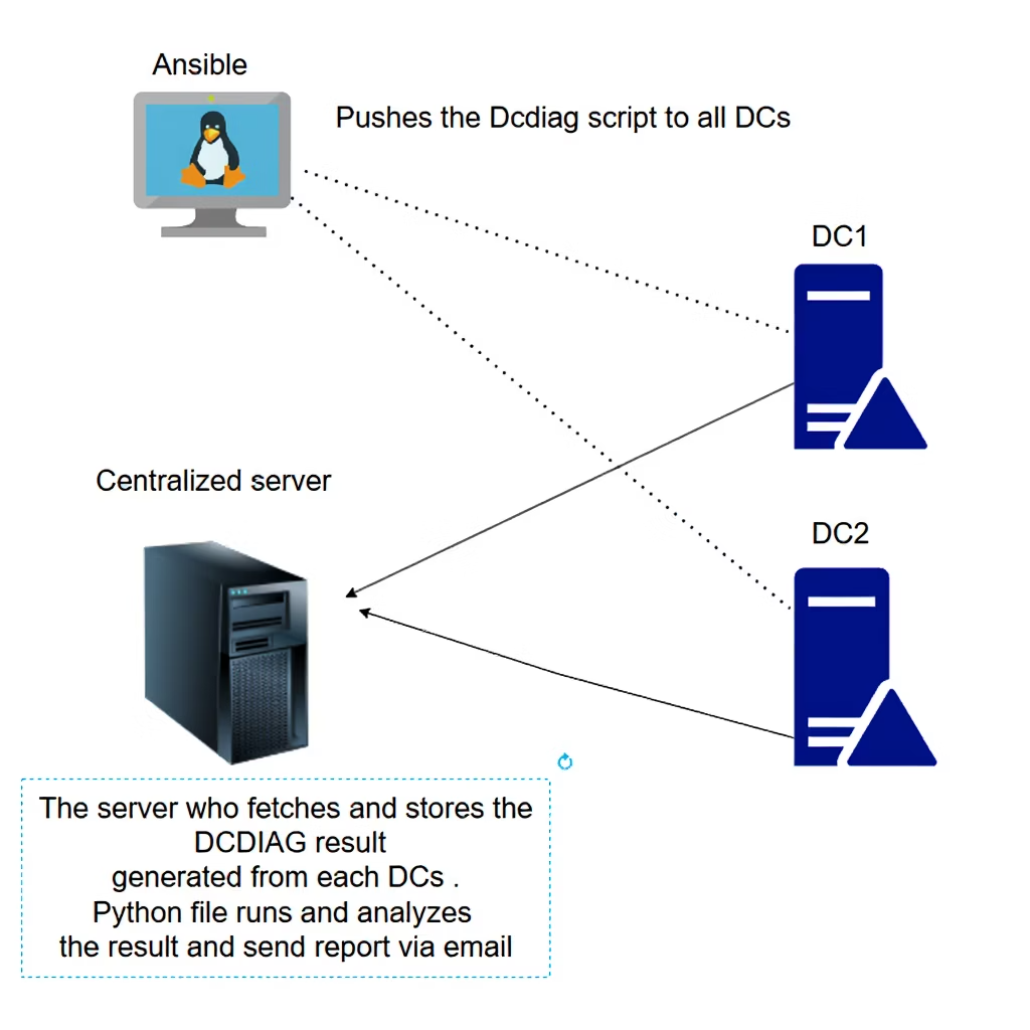 Ansible
Pushes the Dcdiag script to all DCs
DC1
Centralized server
DC2
The server who fetches and stores the
DCDIAG result
generated from each DCs .
Python file runs and analyzes
the result and send report via email